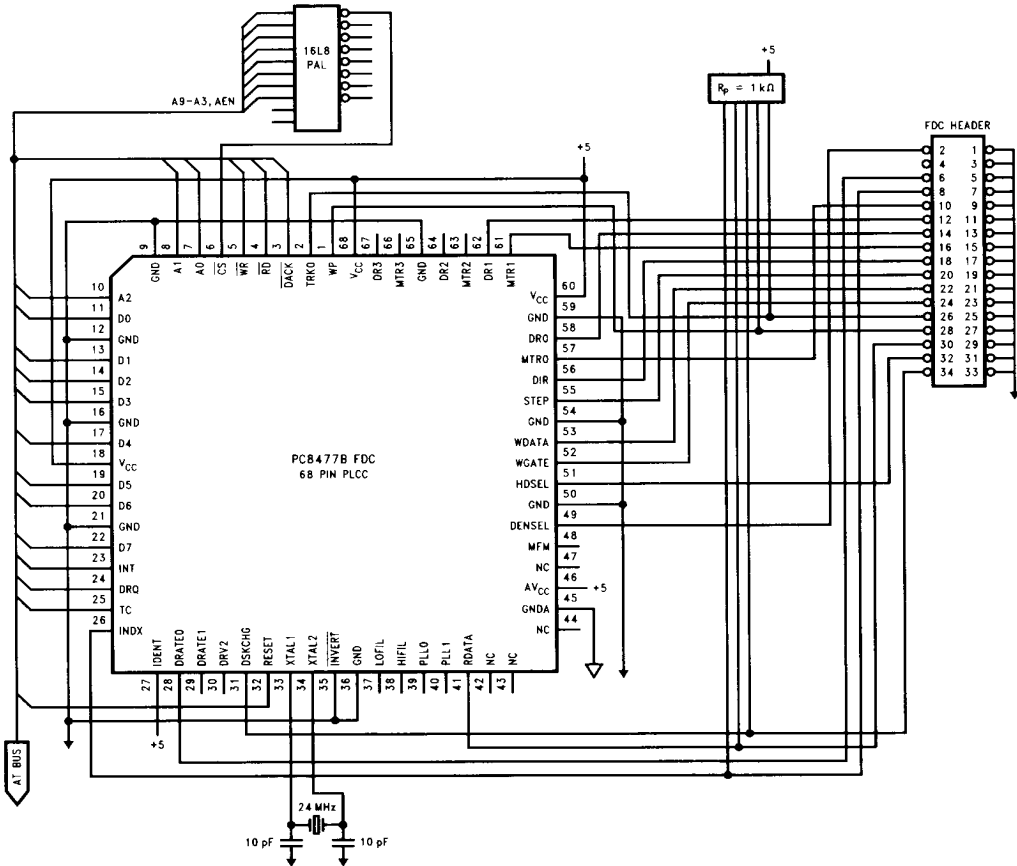 16L8
PAL
A9-A3, AEN
+5
Rp = 1 kΩ
+5
FDC HEADER
2 1
4 3
6 5
8 7
10 9
12 11
14 13
16 15
18 17
20 19
22 21
24 23
26 25
28 27
30 29
32 31
34 33
9 8 7 6 5 4 3 2 1 68 67 66 65 64 63 62 61
GND A1 A0 CS WR RD DACK TRK0 WP VCC DR3 MTR3 GND DR2 MTR2 DR1 MTR1
10 A2
11 D0
12 GND
13 D1
14 D2
15 D3
16 GND
17 D4
18 VCC
19 D5
20 D6
21 GND
22 D7
23 INT
24 DRQ
25 TC
26 INDX
PC8477B FDC
68 PIN PLCC
VCC 60
GND 59
DR0 58
MTR0 57
DIR 56
STEP 55
GND 54
WDATA 53
WGATE 52
HDSEL 51
GND 50
DENSEL 49
MFM 48
NC 47
AVCC 46 +5
GNDA 45
NC 44
IDENT DRATE0 DRATE1 DRV2 DSKCHG RESET XTAL1 XTAL2 INVERT GND LOFIL HIFIL PLL0 PLL1 RDATA NC NC
27 28 29 30 31 32 33 34 35 36 37 38 39 40 41 42 43
+5
AT BUS
24 MHz
10 pF 10 pF